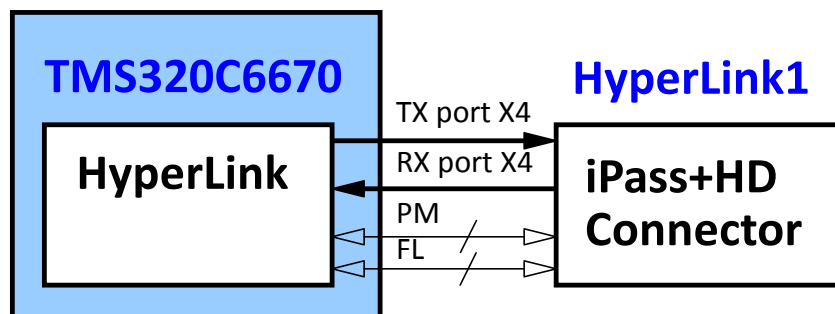 TMS320C6670
HyperLink1
TX port X4
RX port X4
HyperLink
iPass+HD
Connector
PM
FL